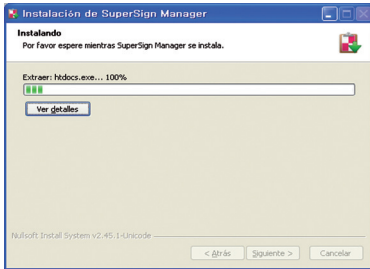 Instalación de SuperSign Manager
Instalando
Por favor espere mientras SuperSign Manager se instala.
Extraer: htdocs.exe... 100%
Ver detalles
Nullsoft Install System v2.45.1-Unicode
< Atrás Siguiente > Cancelar